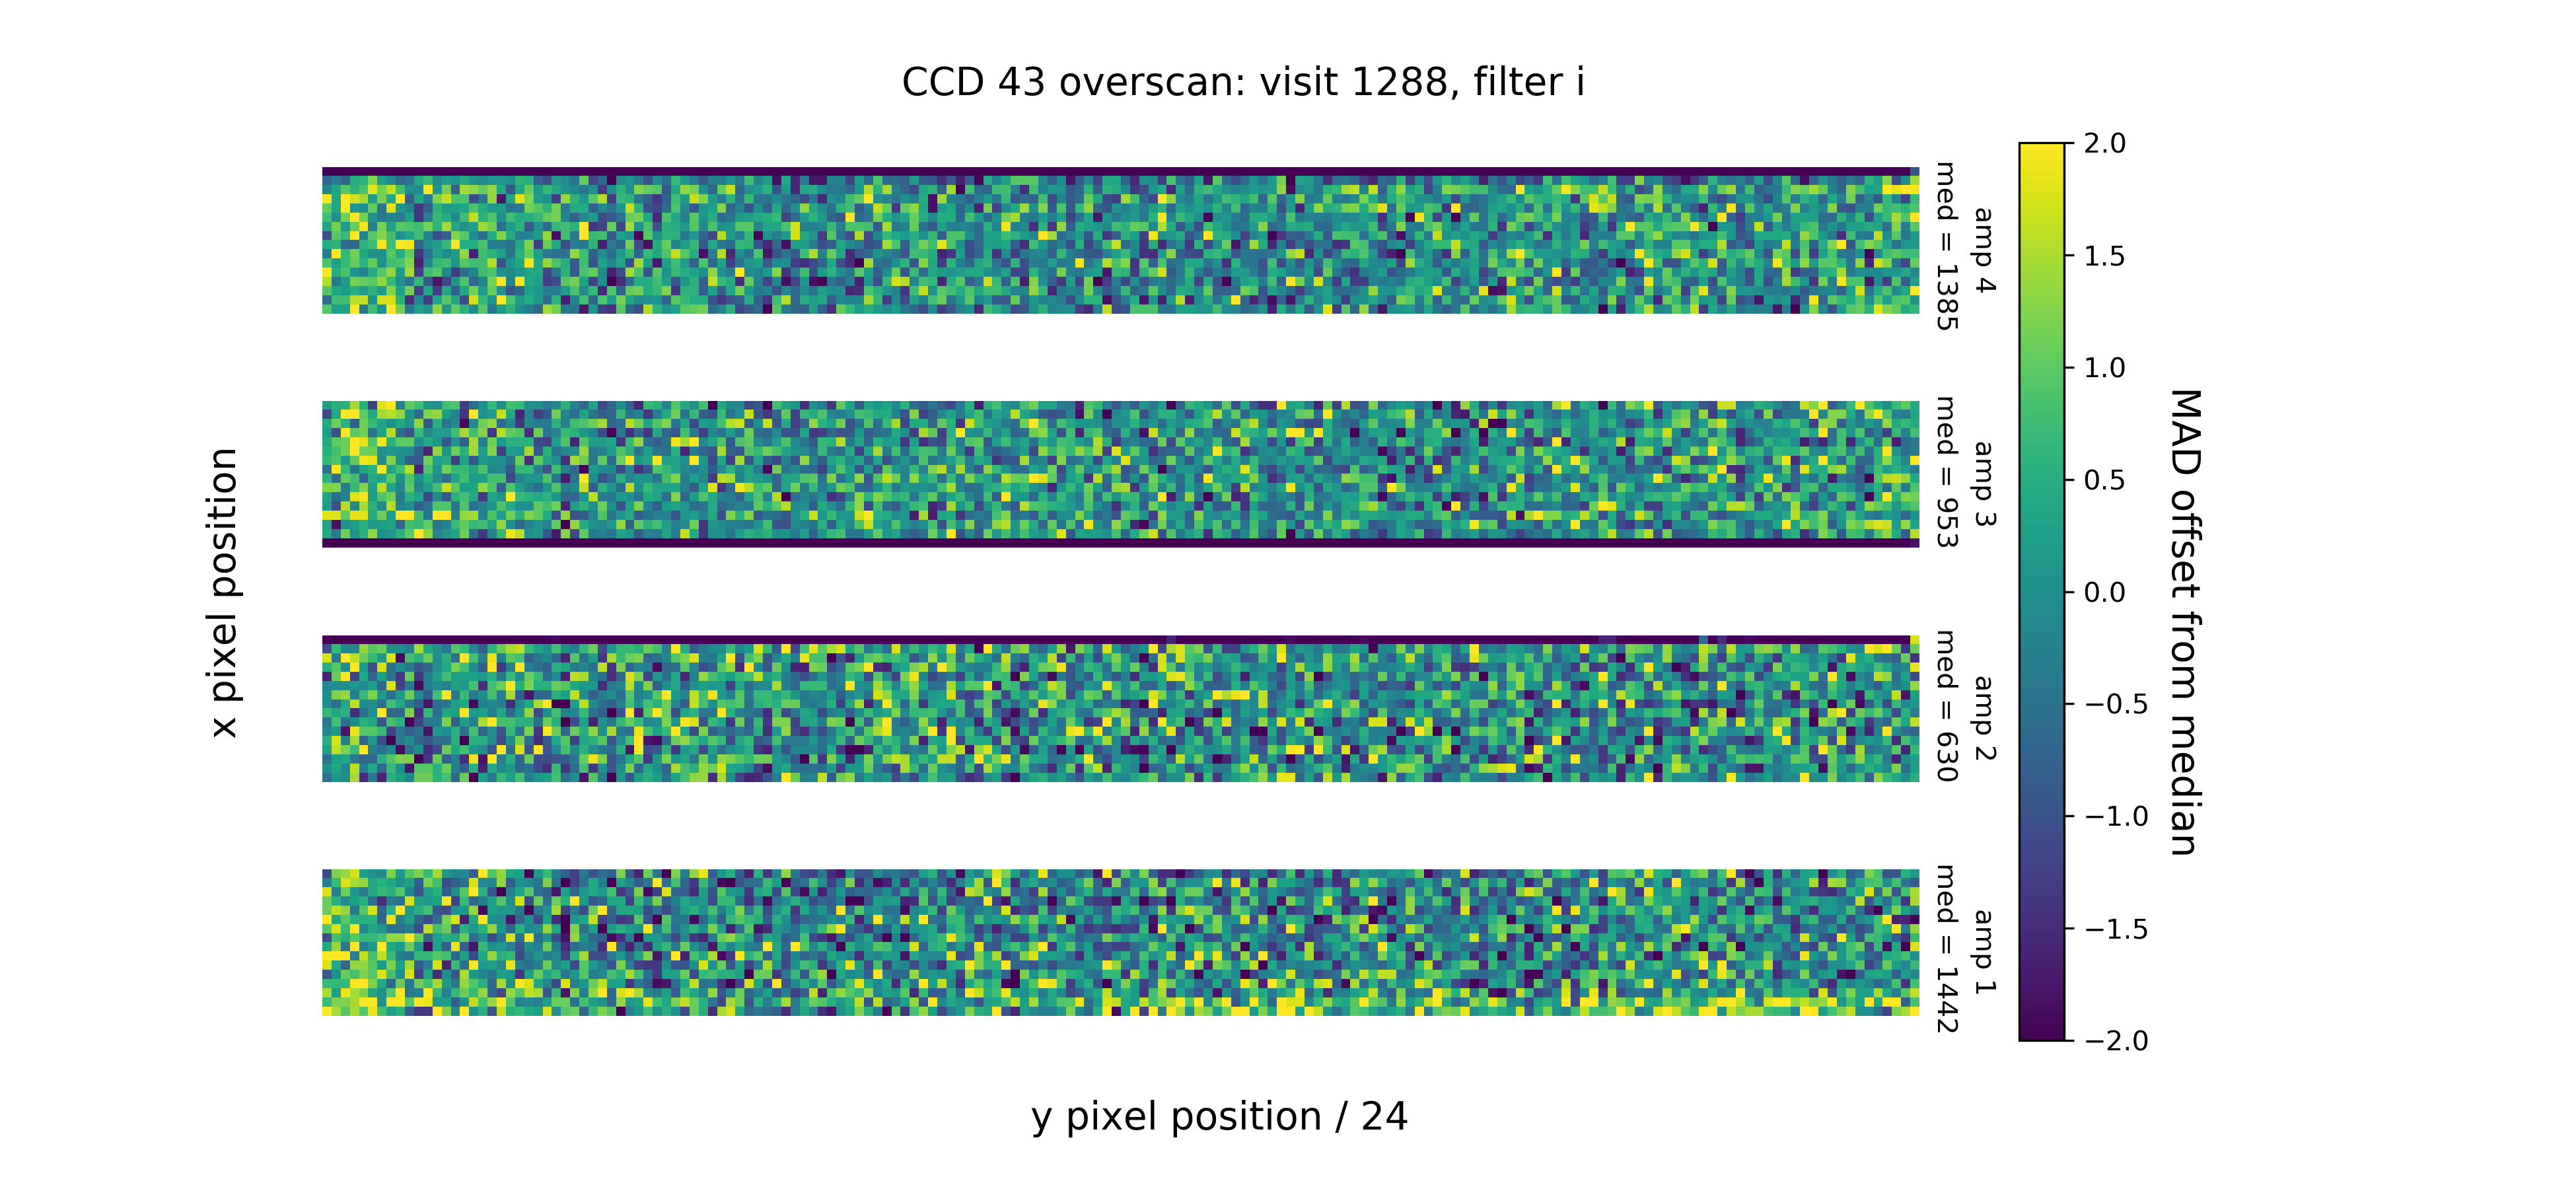 CCD 43 overscan: visit 1288, filter i
x pixel position
amp 4
med = 1385
amp 3
med = 953
amp 2
med = 630
amp 1
med = 1442
y pixel position / 24
2.0
1.5
1.0
0.5
0.0
−0.5
−1.0
−1.5
−2.0
MAD offset from median